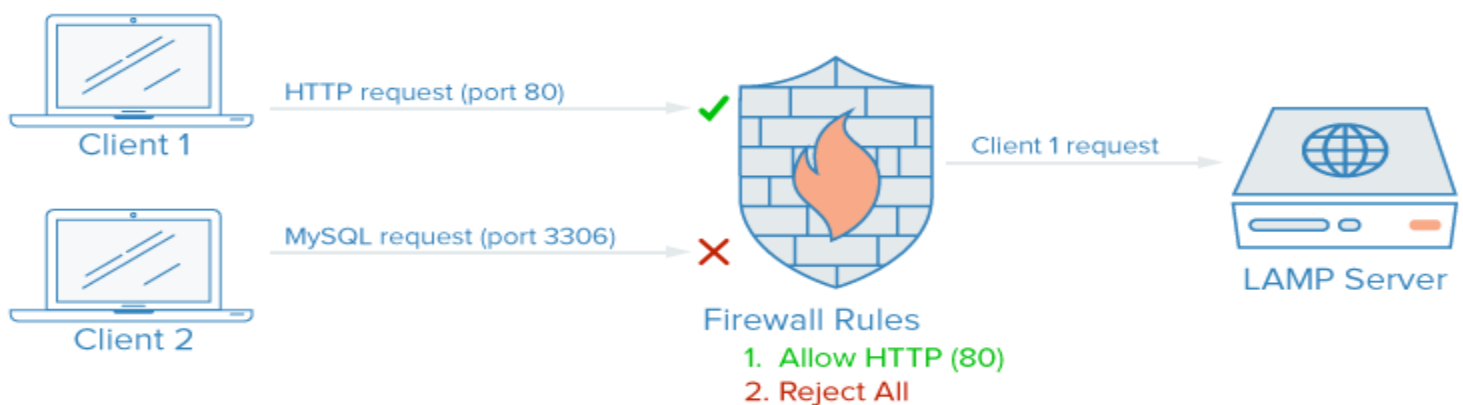 HTTP request (port 80)
Client 1
Client 1 request
MySQL request (port 3306)
Client 2
LAMP Server
Firewall Rules
1. Allow HTTP (80)
2. Reject All